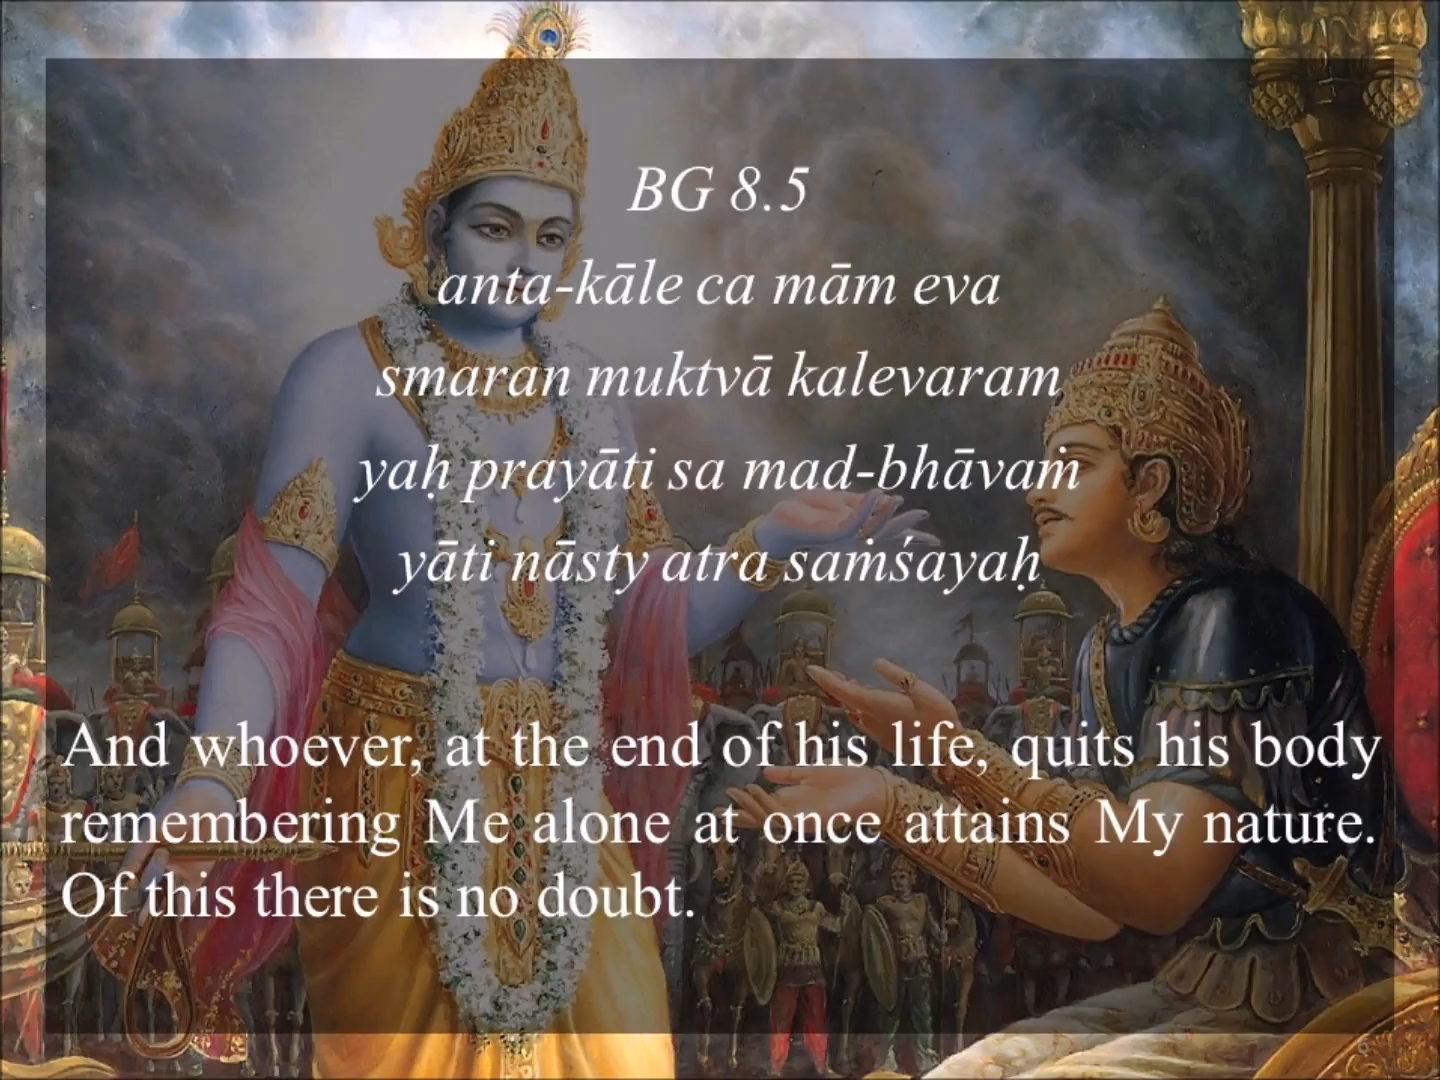 BG 8.5
anta-kāle ca mām eva
smaran muktvā kalevaram
yaḥ prayāti sa mad-bhāvaṁ
yāti nāsty atra saṁśayaḥ
And whoever, at the end of his life, quits his body
remembering Me alone at once attains My nature.
Of this there is no doubt.